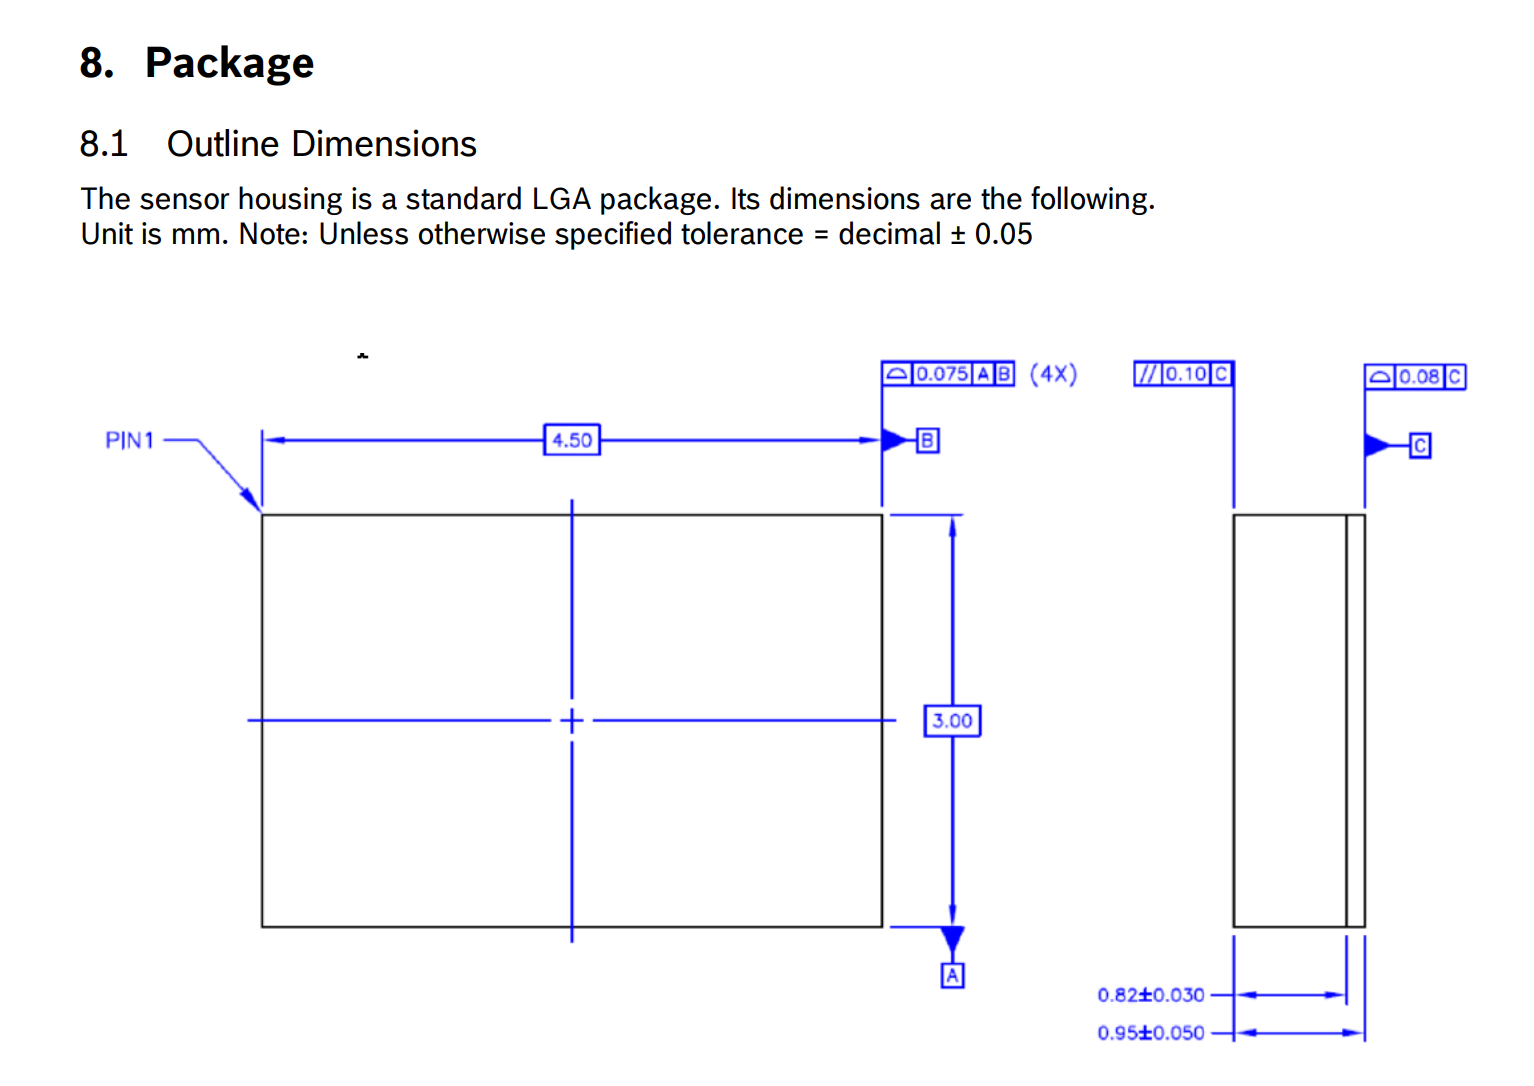 8. Package
8.1 Outline Dimensions
The sensor housing is a standard LGA package. Its dimensions are the following.
Unit is mm. Note: Unless otherwise specified tolerance = decimal ± 0.05
⌓ 0.075 A B (4X)
// 0.10 C
⌓ 0.08 C
PIN1
4.50
B
C
3.00
A
0.82±0.030
0.95±0.050